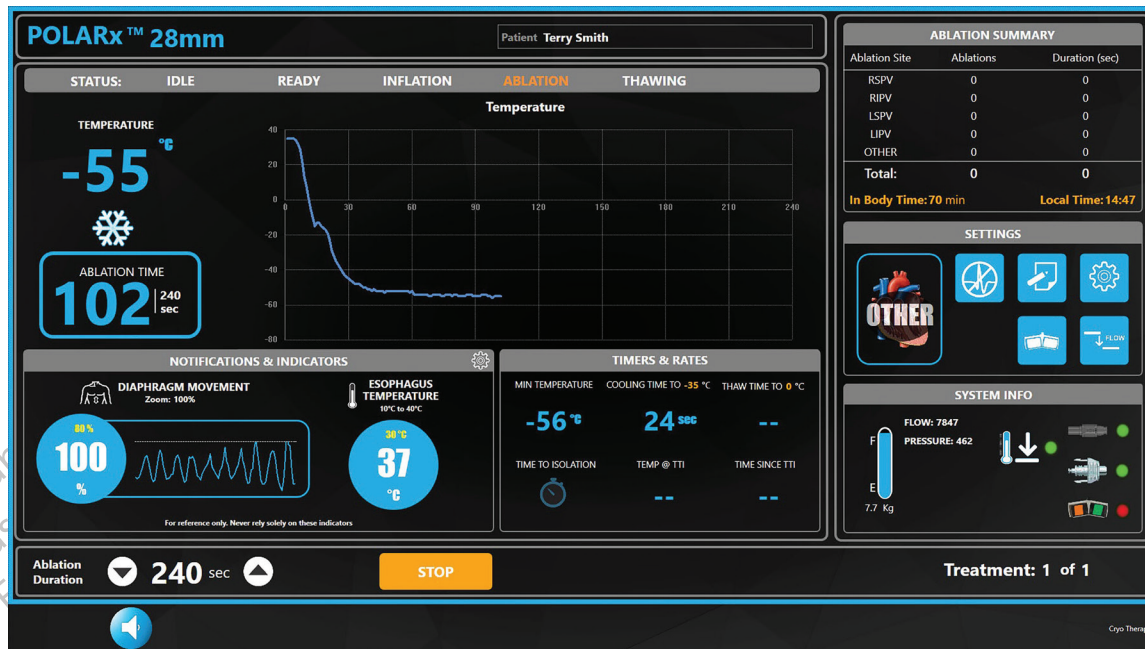 POLARx™ 28mm
Patient Terry Smith
STATUS: IDLE READY INFLATION ABLATION THAWING
TEMPERATURE
-55 °C
ABLATION TIME
102 240 sec
Temperature
40
20
0
-20
-40
-60
-80
0 30 60 90 120 150 180 210 240
NOTIFICATIONS & INDICATORS
DIAPHRAGM MOVEMENT
Zoom: 100%
80 %
100
%
ESOPHAGUS
TEMPERATURE
10°C to 40°C
30 °C
37
°C
For reference only. Never rely solely on these indicators
TIMERS & RATES
MIN TEMPERATURE COOLING TIME TO -35 °C THAW TIME TO 0 °C
-56 °C 24 sec --
TIME TO ISOLATION TEMP @ TTI TIME SINCE TTI
-- --
ABLATION SUMMARY
Ablation Site Ablations Duration (sec)
RSPV 0 0
RIPV 0 0
LSPV 0 0
LIPV 0 0
OTHER 0 0
Total: 0 0
In Body Time: 70 min Local Time: 14:47
SETTINGS
OTHER
FLOW
SYSTEM INFO
F
E
7.7 Kg
FLOW: 7847
PRESSURE: 462
Ablation
Duration
240 sec
STOP
Treatment: 1 of 1